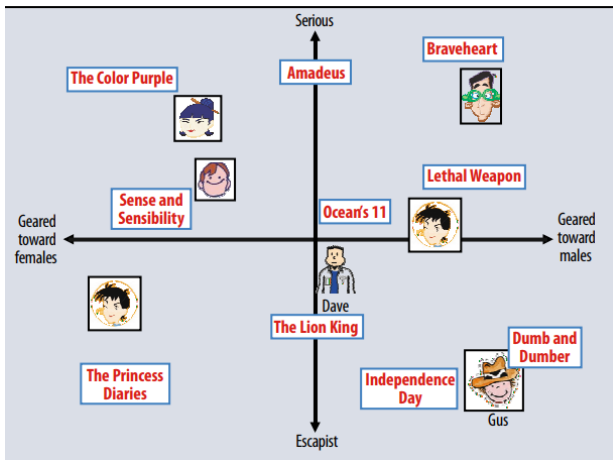 Serious
Braveheart
The Color Purple
Amadeus
Lethal Weapon
Sense and
Sensibility
Ocean's 11
Geared
toward
females
Geared
toward
males
Dave
The Lion King
Dumb and
Dumber
The Princess
Diaries
Independence
Day
Gus
Escapist